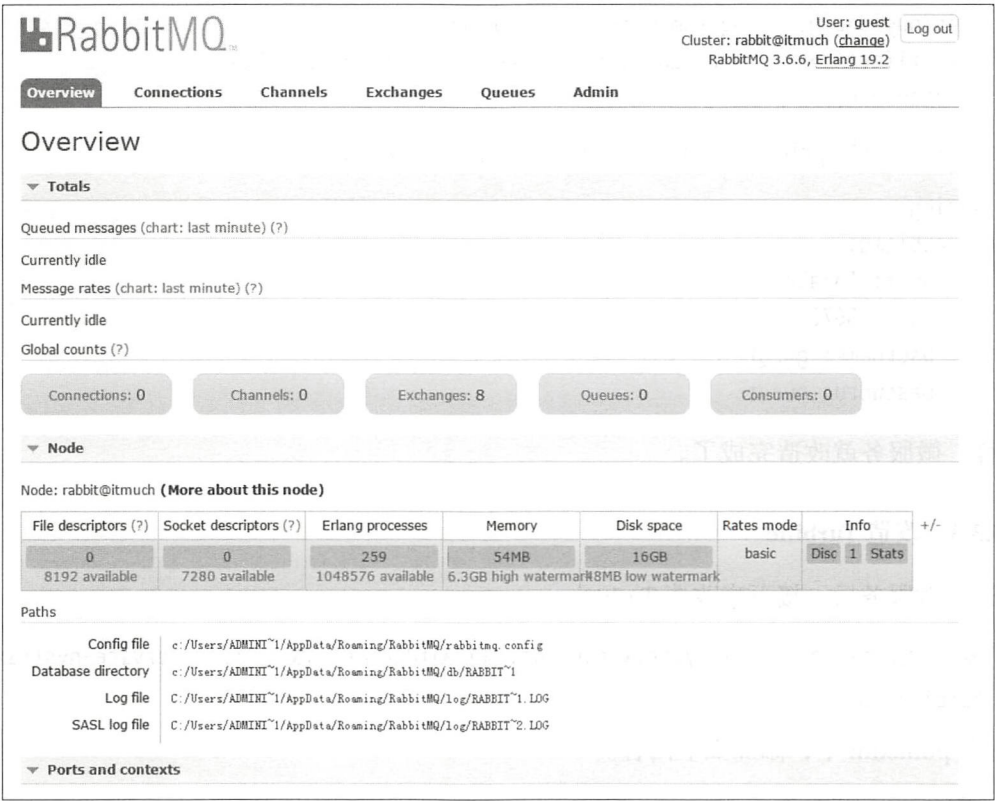 RabbitMQ™
User: guest
Cluster: rabbit@itmuch (change)
RabbitMQ 3.6.6, Erlang 19.2
Log out
Overview Connections Channels Exchanges Queues Admin
Overview
Totals
Queued messages (chart: last minute) (?)
Currently idle
Message rates (chart: last minute) (?)
Currently idle
Global counts (?)
Connections: 0 Channels: 0 Exchanges: 8 Queues: 0 Consumers: 0
Node
Node: rabbit@itmuch (More about this node)
File descriptors (?) Socket descriptors (?) Erlang processes Memory Disk space Rates mode Info +/-
0 0 259 54MB 16GB basic Disc 1 Stats
8192 available 7280 available 1048576 available 6.3GB high watermark 48MB low watermark
Paths
Config file c:/Users/ADMINI~1/AppData/Roaming/RabbitMQ/rabbitmq.config
Database directory c:/Users/ADMINI~1/AppData/Roaming/RabbitMQ/db/RABBIT~1
Log file C:/Users/ADMINI~1/AppData/Roaming/RabbitMQ/log/RABBIT~1.LOG
SASL log file C:/Users/ADMINI~1/AppData/Roaming/RabbitMQ/log/RABBIT~2.LOG
Ports and contexts